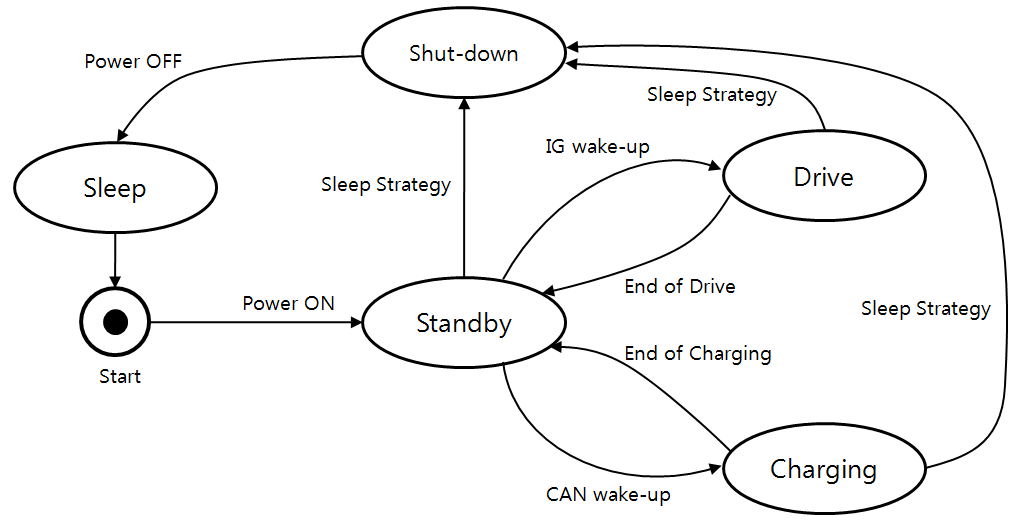 Shut-down
Power OFF
Sleep Strategy
IG wake-up
Drive
Sleep
Sleep Strategy
End of Drive
Power ON
Sleep Strategy
Standby
End of Charging
Start
Charging
CAN wake-up